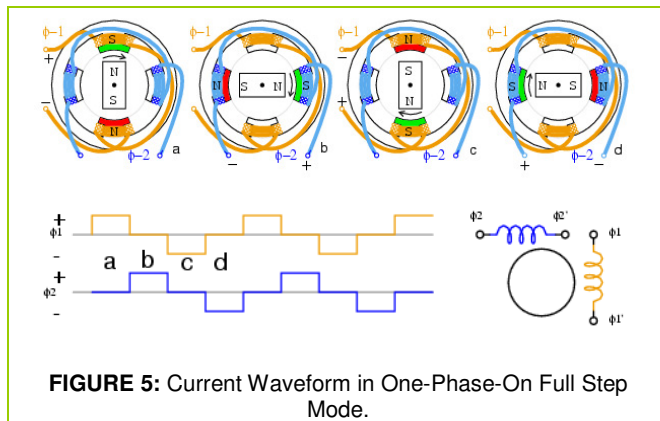 ϕ-1 ϕ-1 ϕ-1 ϕ-1
+ − −
S N N
N S N S S N S N
S
N S
− + +
ϕ-2 a ϕ-2 b ϕ-2 c ϕ-2 d
− + + −
+
ϕ1
−
a b c d
+
ϕ2
−
ϕ2 ϕ2' ϕ1
ϕ1'
FIGURE 5: Current Waveform in One-Phase-On Full Step
Mode.